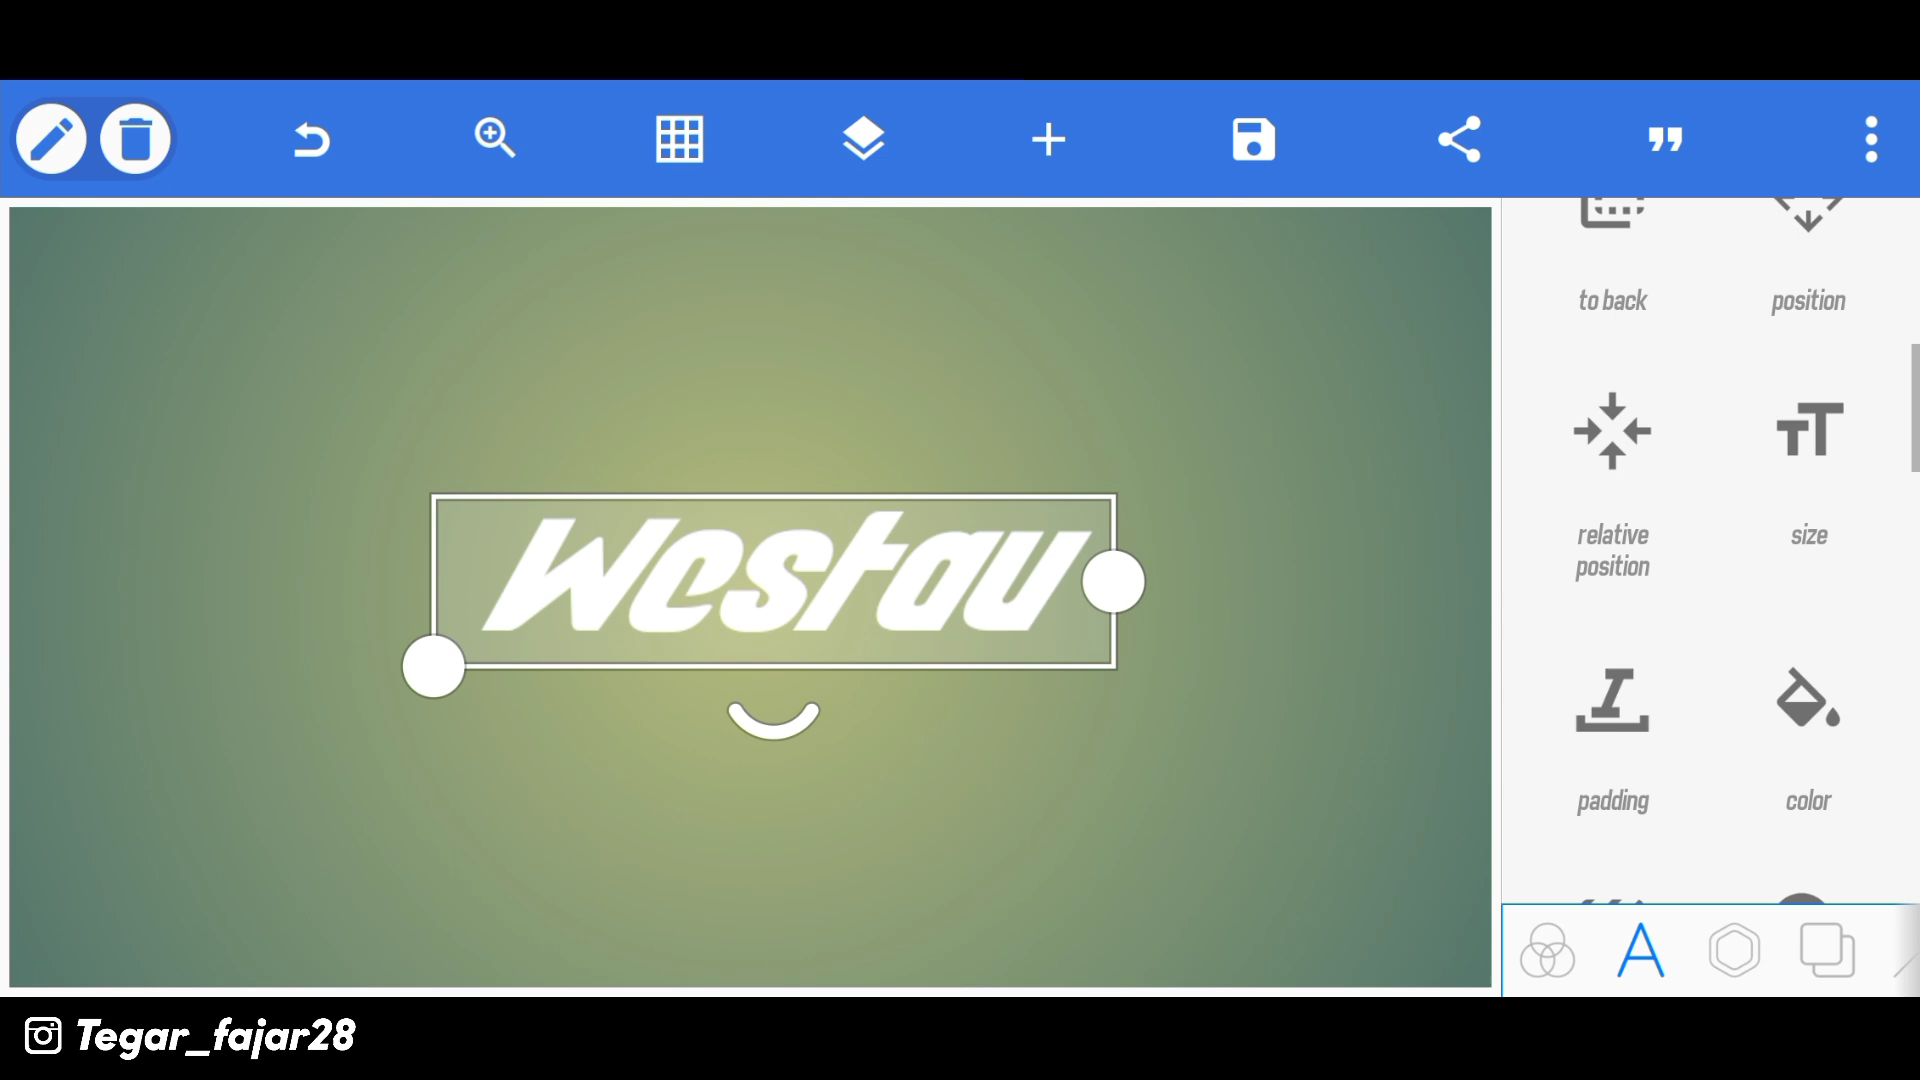 to back
position
Westau
relative
position
size
padding
color
Tegar_fajar28